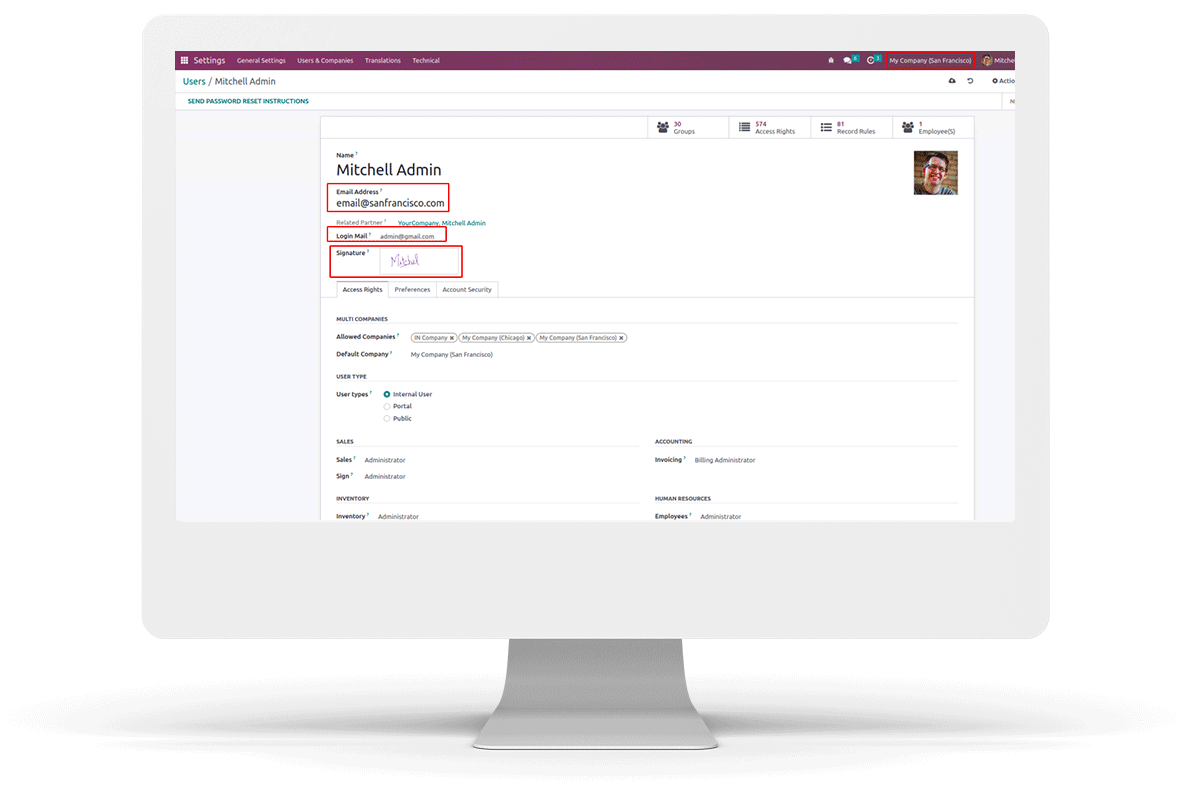 Settings General Settings Users & Companies Translations Technical 6 3 My Company (San Francisco) Mitche
Users / Mitchell Admin Actio
SEND PASSWORD RESET INSTRUCTIONS N
30 Groups 574 Access Rights 81 Record Rules 1 Employee(S)
Name ?
Mitchell Admin
Email Address ?
email@sanfrancisco.com
Related Partner ? YourCompany, Mitchell Admin
Login Mail ? admin@gmail.com
Signature ? Mitchel
Access Rights Preferences Account Security
MULTI COMPANIES
Allowed Companies ? IN Company × My Company (Chicago) × My Company (San Francisco) ×
Default Company ? My Company (San Francisco)
USER TYPE
User types ? Internal User
Portal
Public
SALES ACCOUNTING
Sales ? Administrator Invoicing ? Billing Administrator
Sign ? Administrator
INVENTORY HUMAN RESOURCES
Inventory ? Administrator Employees ? Administrator